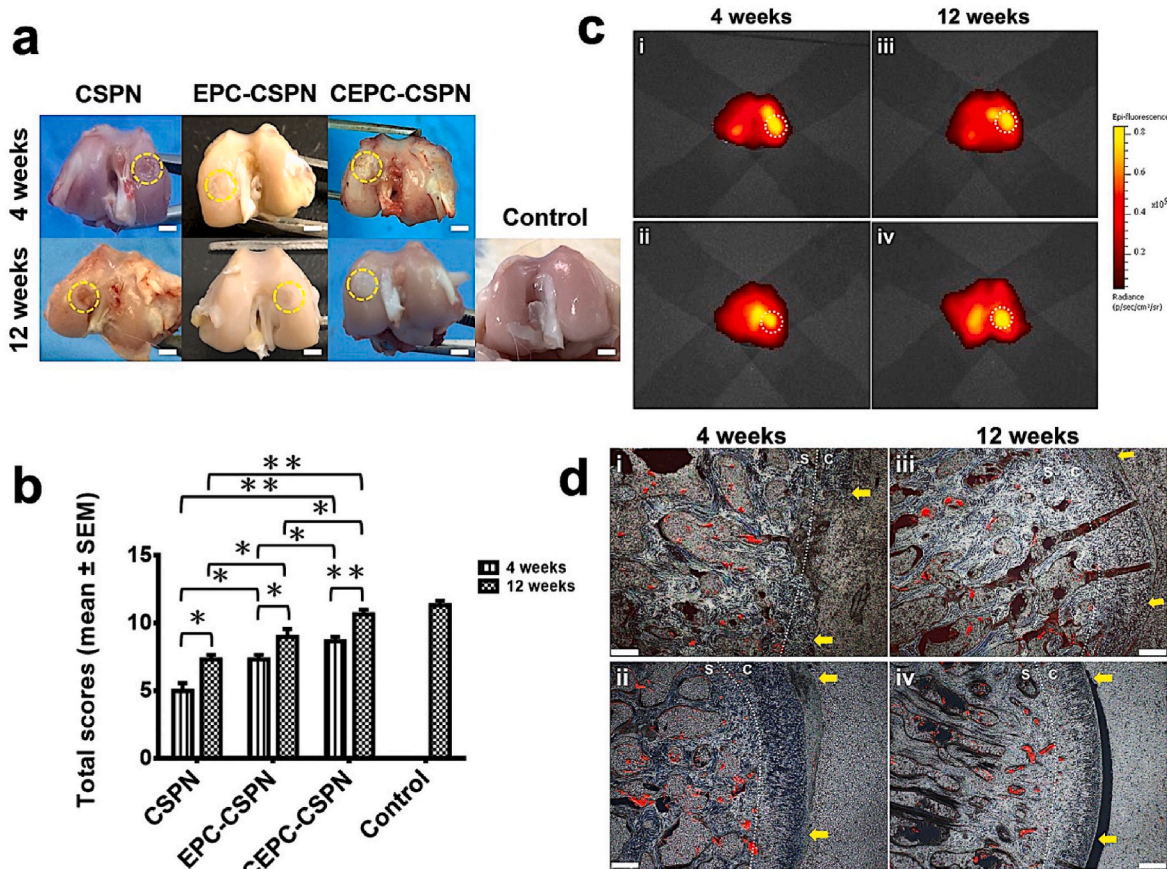 a
CSPN
EPC-CSPN
CEPC-CSPN
4 weeks
12 weeks
Control
b
Total scores (mean ± SEM)
15
10
5
0
* *
* *
*
*
*
* *
*
*
*
*
4 weeks
12 weeks
CSPN
EPC-CSPN
CEPC-CSPN
Control
c
4 weeks
12 weeks
i
iii
ii
iv
Epi-fluorescence
0.8
0.6
0.4
0.2
Radiance
(p/sec/cm²/sr)
d
4 weeks
12 weeks
i
S C
iii
S C
ii
S C
iv
S C